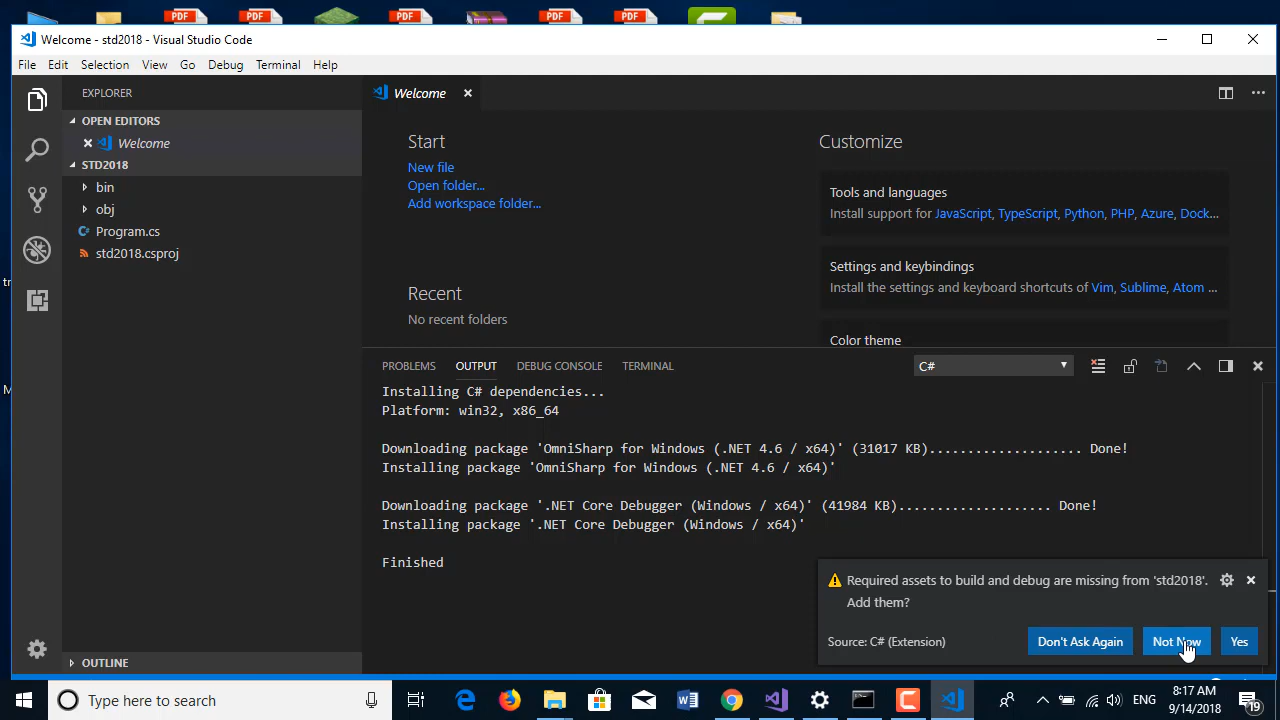 PDF PDF PDF PDF PDF
Welcome - std2018 - Visual Studio Code
File Edit Selection View Go Debug Terminal Help
EXPLORER
OPEN EDITORS
Welcome
STD2018
bin
obj
Program.cs
std2018.csproj
OUTLINE
Welcome
Start
New file
Open folder...
Add workspace folder...
Recent
No recent folders
Customize
Tools and languages
Install support for JavaScript, TypeScript, Python, PHP, Azure, Dock...
Settings and keybindings
Install the settings and keyboard shortcuts of Vim, Sublime, Atom ...
Color theme
PROBLEMS OUTPUT DEBUG CONSOLE TERMINAL C#
Installing C# dependencies...
Platform: win32, x86_64
Downloading package 'OmniSharp for Windows (.NET 4.6 / x64)' (31017 KB)................... Done!
Installing package 'OmniSharp for Windows (.NET 4.6 / x64)'
Downloading package '.NET Core Debugger (Windows / x64)' (41984 KB).................... Done!
Installing package '.NET Core Debugger (Windows / x64)'
Finished
Required assets to build and debug are missing from 'std2018'.
Add them?
Source: C# (Extension) Don't Ask Again Not Now Yes
Type here to search
ENG
8:17 AM
9/14/2018
19